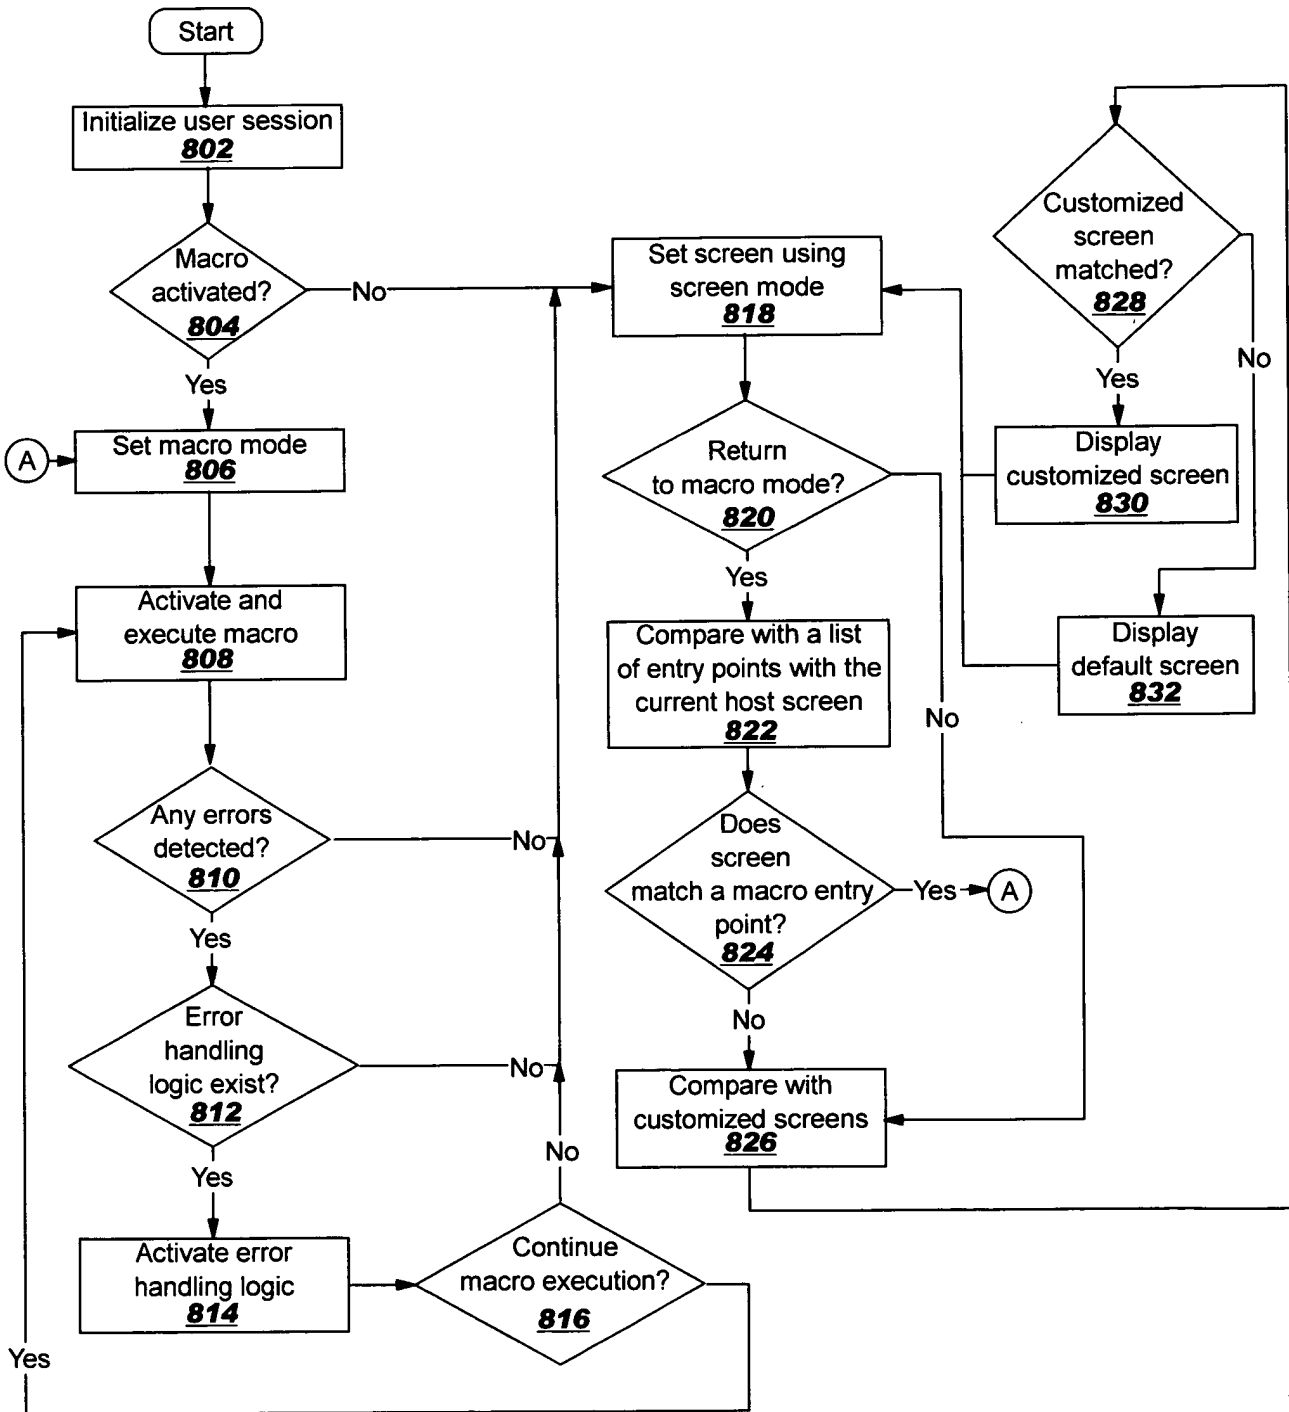 Start
Initialize user session
802
Macro
activated?
804
No
Yes
A
Set macro mode
806
Activate and
execute macro
808
Any errors
detected?
810
No
Yes
Error
handling
logic exist?
812
No
Yes
Activate error
handling logic
814
Continue
macro execution?
816
No
Yes
Set screen using
screen mode
818
Return
to macro mode?
820
Yes
No
Compare with a list
of entry points with the
current host screen
822
Does
screen
match a macro entry
point?
824
Yes
A
No
Compare with
customized screens
826
Customized
screen
matched?
828
Yes
No
Display
customized screen
830
Display
default screen
832